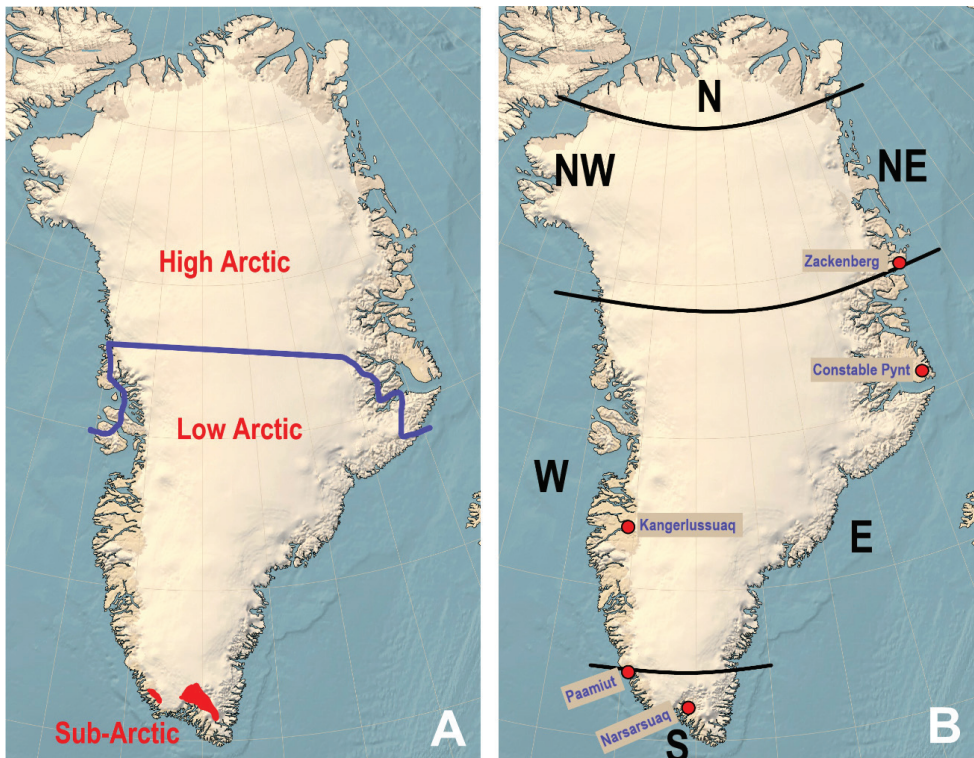 High Arctic
Low Arctic
Sub-Arctic
A
N
NW
NE
Zackenberg
Constable Pynt
W
Kangerlussuaq
E
Paamiut
Narsarsuaq
S
B